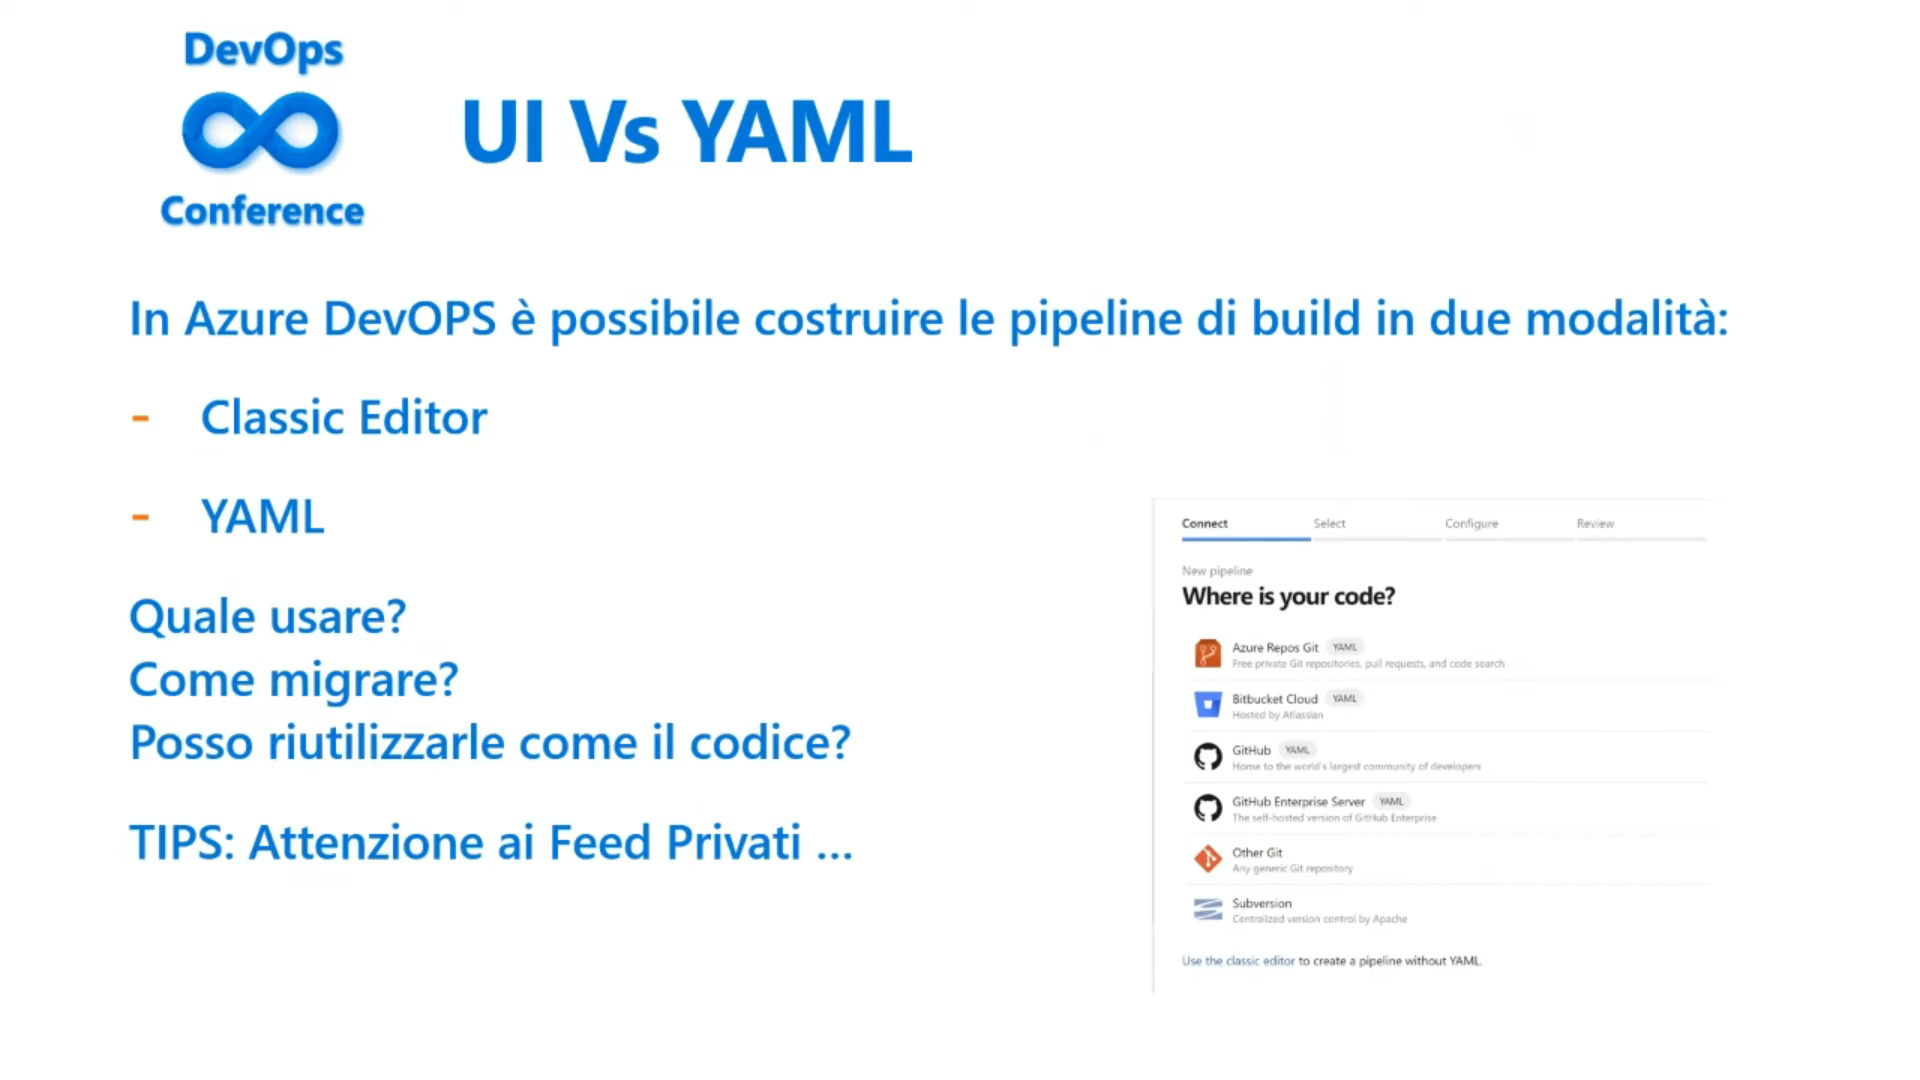 DevOps
Conference
UI Vs YAML
In Azure DevOPS è possibile costruire le pipeline di build in due modalità:
- Classic Editor
- YAML
Quale usare?
Come migrare?
Posso riutilizzarle come il codice?
TIPS: Attenzione ai Feed Privati ...
Connect Select Configure Review
New pipeline
Where is your code?
Azure Repos Git YAML
Free private Git repositories, pull requests, and code search
Bitbucket Cloud YAML
Hosted by Atlassian
GitHub YAML
Home to the world's largest community of developers
GitHub Enterprise Server YAML
The self-hosted version of GitHub Enterprise
Other Git
Any generic Git repository
Subversion
Centralized version control by Apache
Use the classic editor to create a pipeline without YAML.